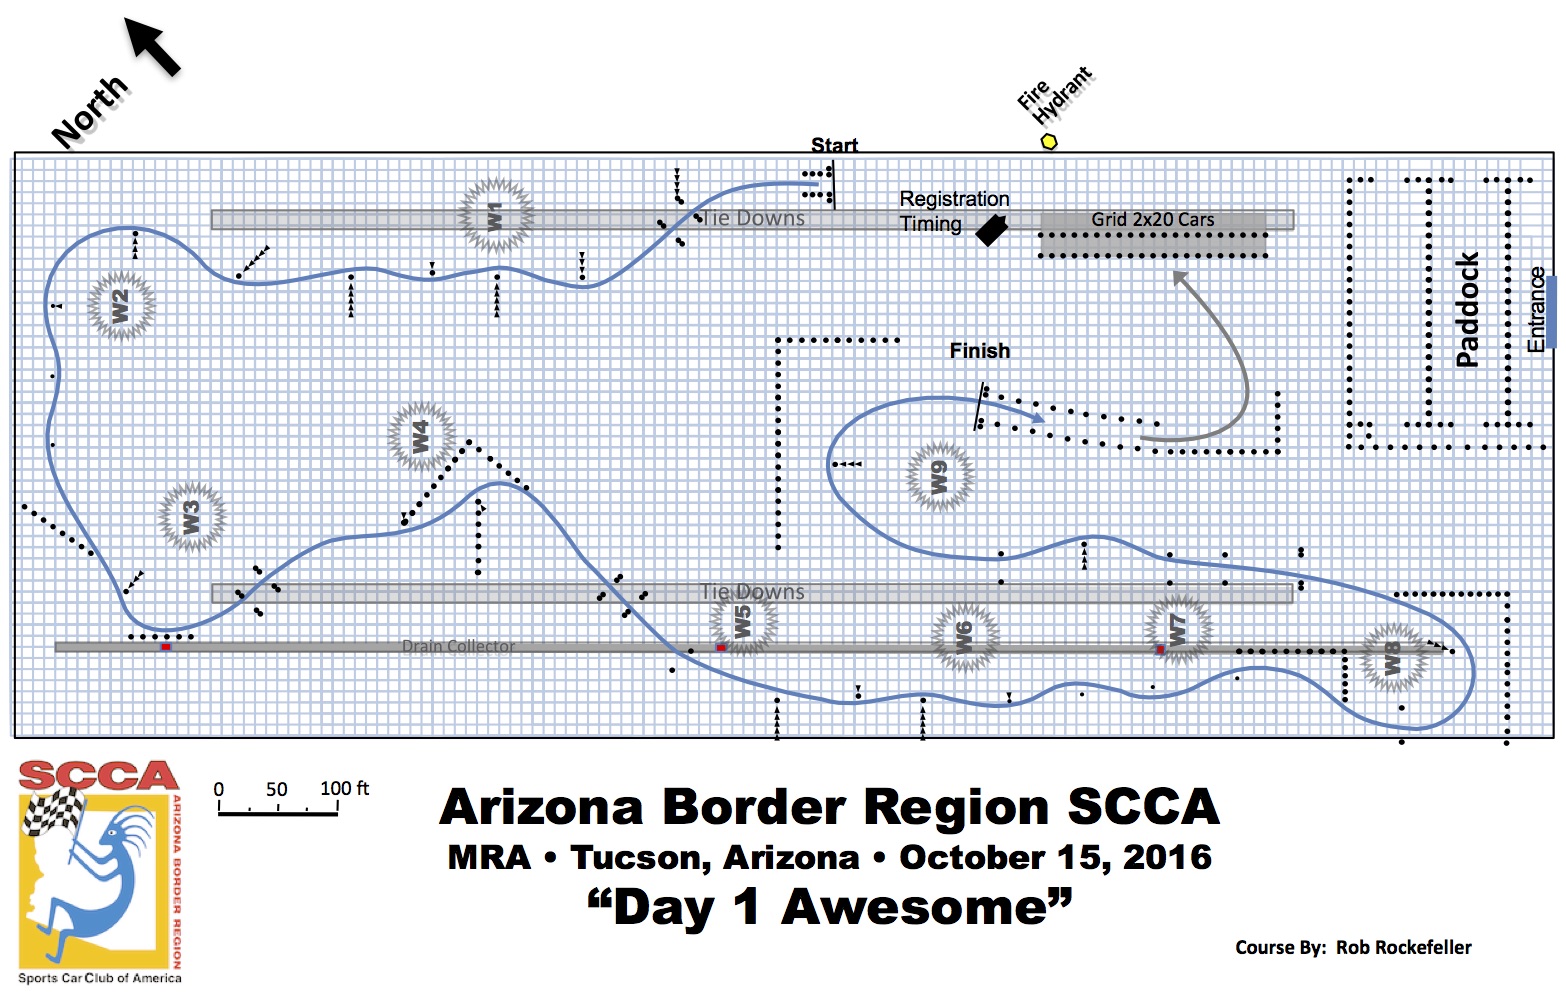 North
Fire
Hydrant
Start
W1
Tie Downs
Registration
Timing
Grid 2x20 Cars
Paddock
Entrance
W2
Finish
W4
W9
W3
Tie Downs
W5
W6
W7
W8
Drain Collector
SCCA
ARIZONA BORDER REGION
Sports Car Club of America
0 50 100 ft
Arizona Border Region SCCA
MRA • Tucson, Arizona • October 15, 2016
“Day 1 Awesome”
Course By: Rob Rockefeller